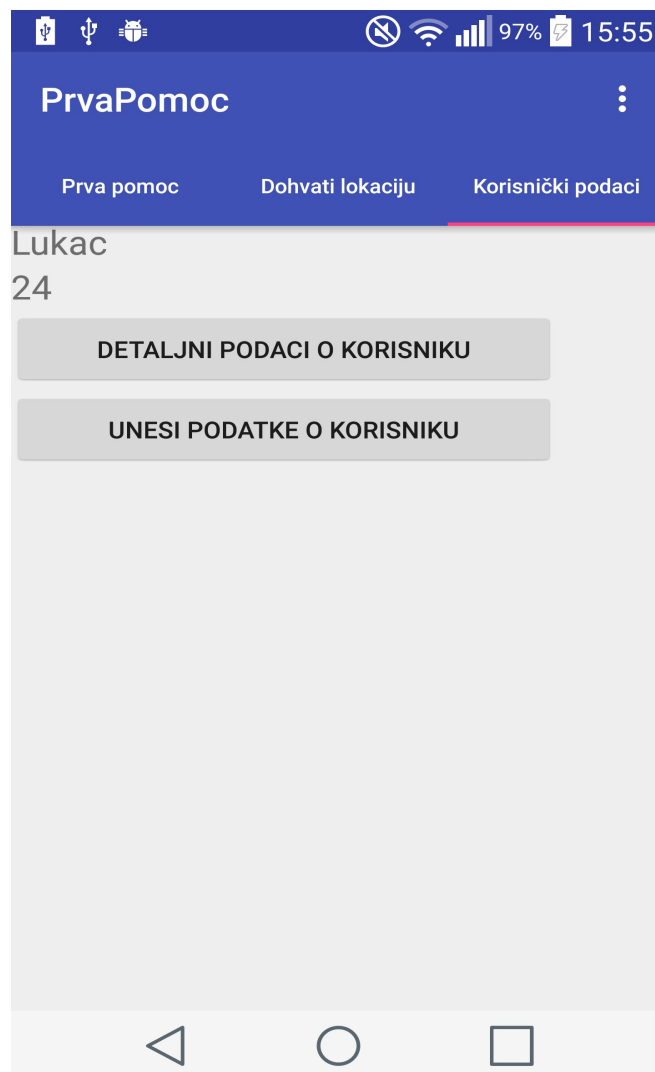 97% 15:55
PrvaPomoc
Prva pomoc Dohvati lokaciju Korisnički podaci
Lukac
24
DETALJNI PODACI O KORISNIKU
UNESI PODATKE O KORISNIKU